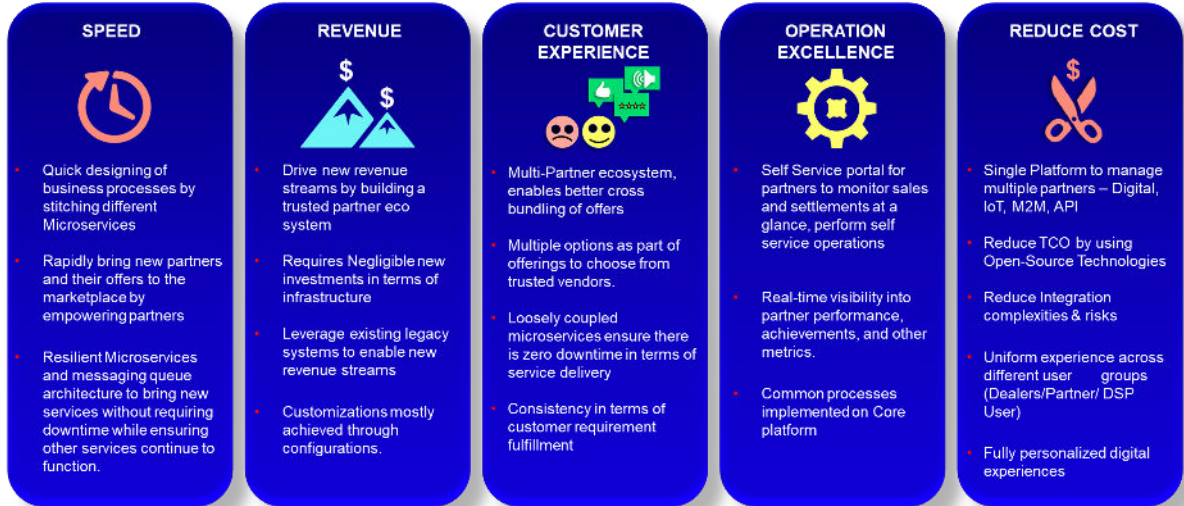 SPEED
Quick designing of
business processes by
stitching different
Microservices
Rapidly bring new partners
and their offers to the
marketplace by
empowering partners
Resilient Microservices
and messaging queue
architecture to bring new
services without requiring
downtime while ensuring
other services continue to
function.
REVENUE
$
$
Drive new revenue
streams by building a
trusted partner eco
system
Requires Negligible new
investments in terms of
infrastructure
Leverage existing legacy
systems to enable new
revenue streams
Customizations mostly
achieved through
configurations.
CUSTOMER
EXPERIENCE
Multi-Partner ecosystem,
enables better cross
bundling of offers
Multiple options as part of
offerings to choose from
trusted vendors.
Loosely coupled
microservices ensure there
is zero downtime in terms of
service delivery
Consistency in terms of
customer requirement
fulfillment
OPERATION
EXCELLENCE
Self Service portal for
partners to monitor sales
and settlements at a
glance, perform self
service operations
Real-time visibility into
partner performance,
achievements, and other
metrics.
Common processes
implemented on Core
platform
REDUCE COST
$
Single Platform to manage
multiple partners – Digital,
IoT, M2M, API
Reduce TCO by using
Open-Source Technologies
Reduce Integration
complexities & risks
Uniform experience across
different user groups
(Dealers/Partner/ DSP
User)
Fully personalized digital
experiences